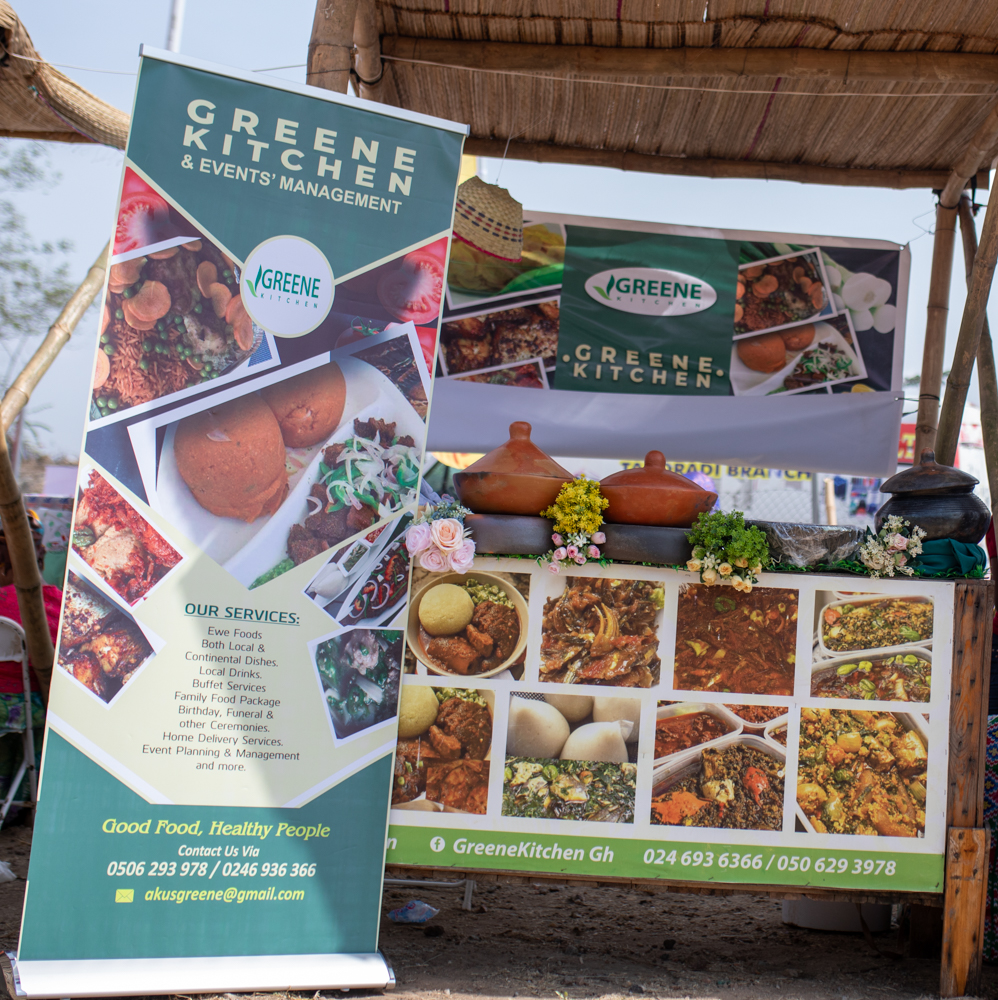 GREENE
KITCHEN
& EVENTS' MANAGEMENT
GREENE
KITCHEN
OUR SERVICES:
Ewe Foods
Both Local &
Continental Dishes.
Local Drinks.
Buffet Services
Family Food Package
Birthday, Funeral &
other Ceremonies.
Home Delivery Services.
Event Planning & Management
and more.
Good Food, Healthy People
Contact Us Via
0506 293 978 / 0246 936 366
akusgreene@gmail.com
GREENE
KITCHEN
.GREENE.
KITCHEN
BRANCH
GreeneKitchen Gh 024 693 6366 / 050 629 3978